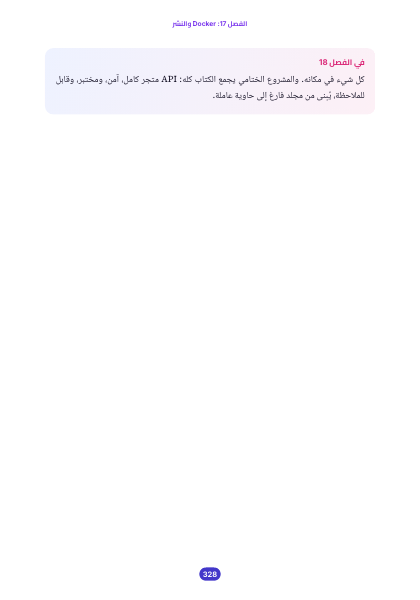 الفصل 17: Docker والنشر
في الفصل 18
كل شيء في مكانه. والمشروع الختامي يجمع الكتاب كله: API متجر كامل، آمن، ومختبر، وقابل
للملاحظة، يُبنى من مجلد فارغ إلى حاوية عاملة.
328